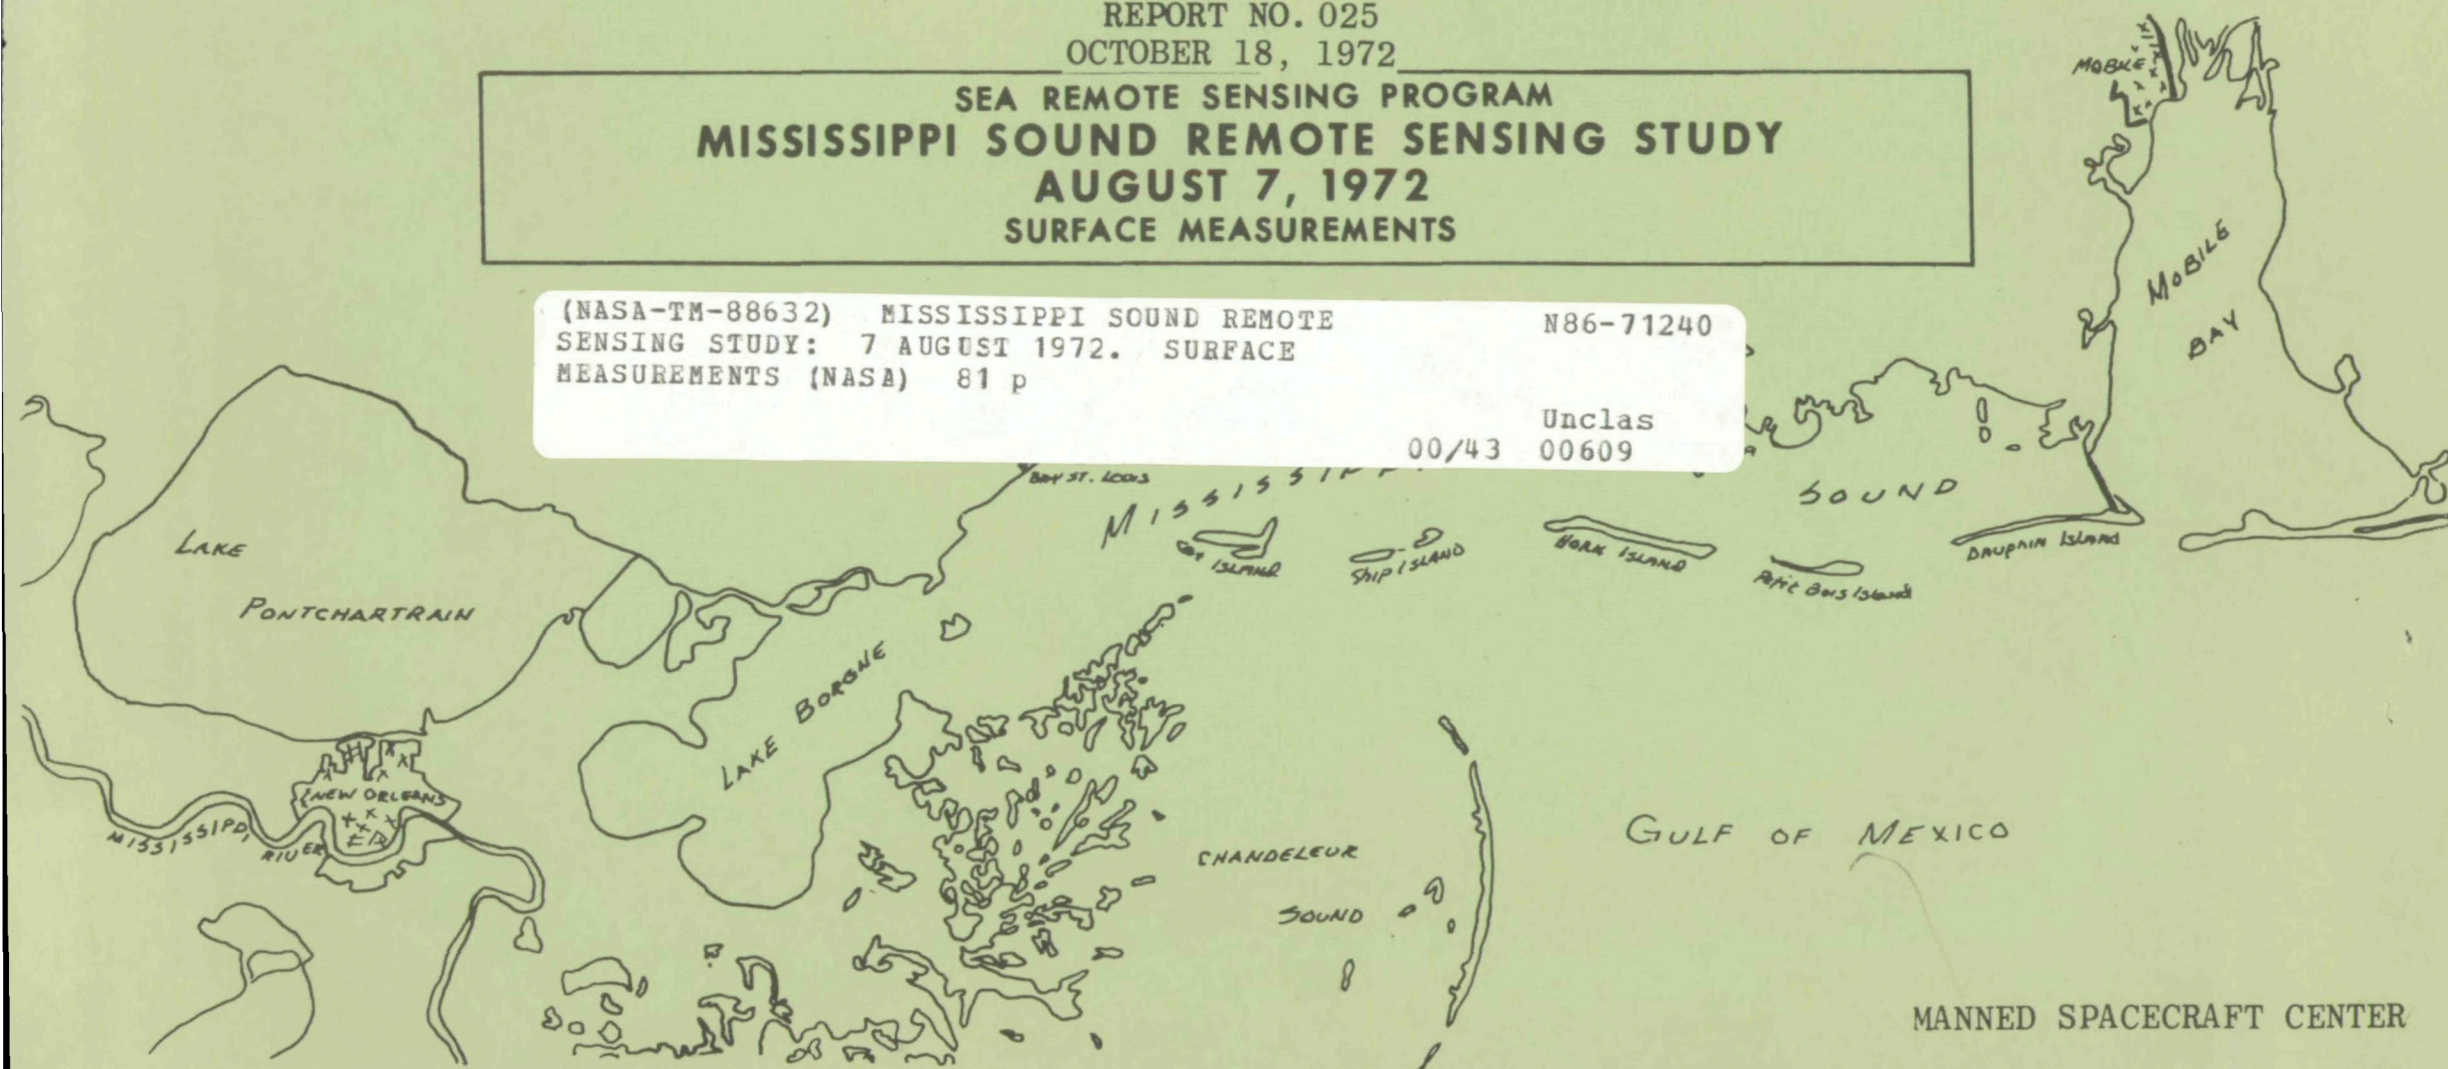 REPORT NO. 025
OCTOBER 18, 1972
SEA REMOTE SENSING PROGRAM
MISSISSIPPI SOUND REMOTE SENSING STUDY
AUGUST 7, 1972
SURFACE MEASUREMENTS
(NASA-TM-88632) MISSISSIPPI SOUND REMOTE
SENSING STUDY: 7 AUGUST 1972. SURFACE
MEASUREMENTS (NASA) 81 p
N86-71240
Unclas
00/43 00609
MOBILE
MOBILE
BAY
BAY ST. LOUIS
MISSISSIPP
SOUND
CAT ISLAND
SHIP ISLAND
HORN ISLAND
PETIT BOIS ISLAND
DAUPHIN ISLAND
LAKE
PONTCHARTRAIN
LAKE BORGNE
NEW ORLEANS
MISSISSIPPI
RIVER
CHANDELEUR
SOUND
GULF OF MEXICO
MANNED SPACECRAFT CENTER